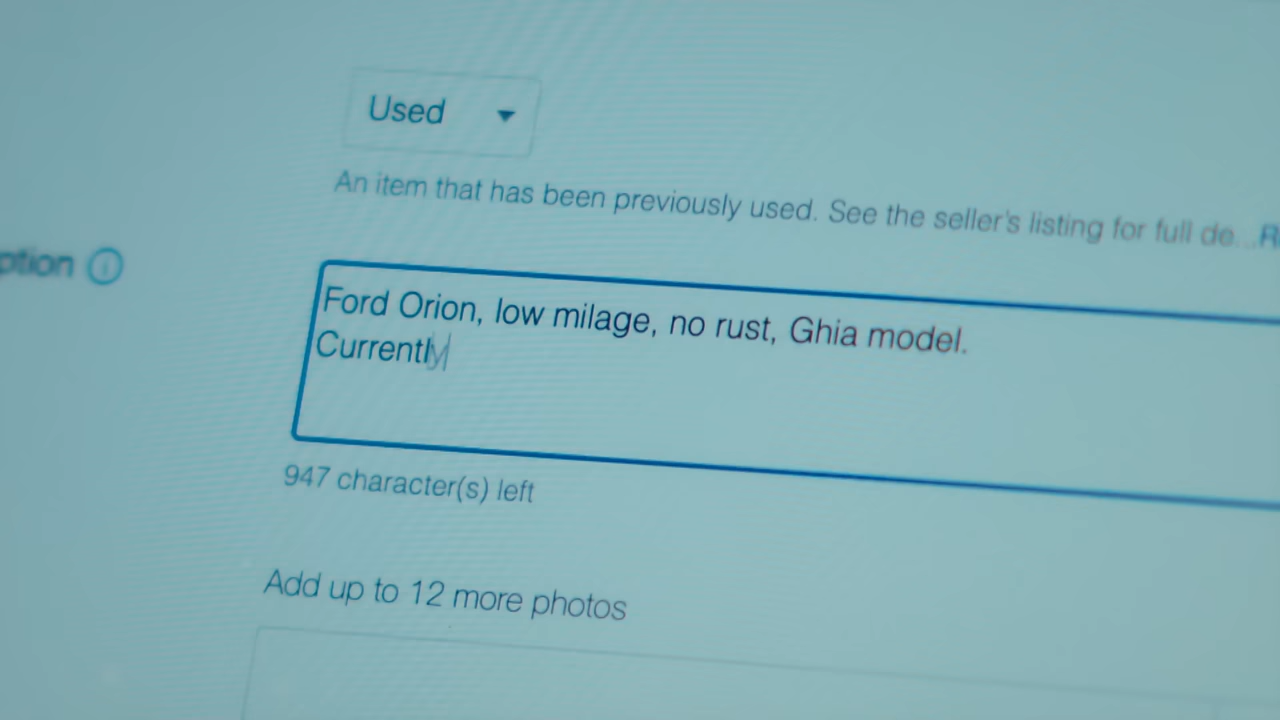 Used
An item that has been previously used. See the seller's listing for full de...R
ption
Ford Orion, low milage, no rust, Ghia model.
Currently
947 character(s) left
Add up to 12 more photos